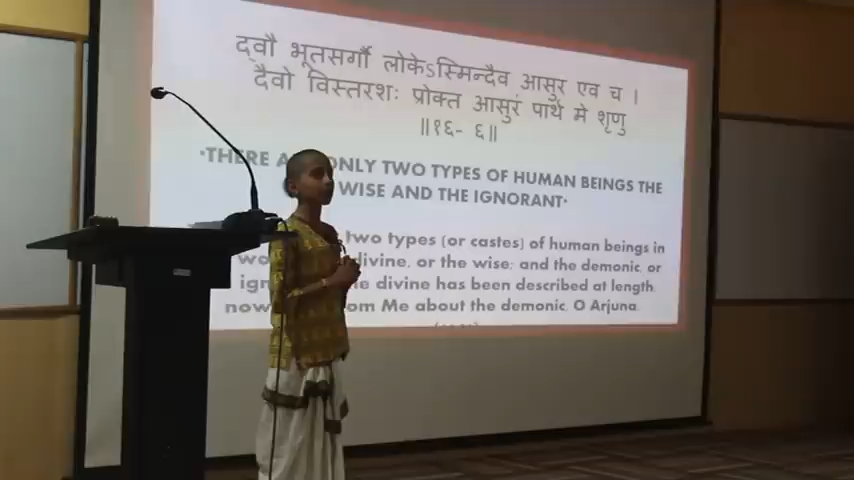 द्वौ भूतसर्गौ लोकेऽस्मिन्दैव आसुर एव च ।
दैवो विस्तरशः प्रोक्त आसुरं पार्थ मे शृणु
॥१६- ६॥
•THERE ONLY TWO TYPES OF HUMAN BEINGS THE
WISE AND THE IGNORANT•
two types (or castes) of human beings in
divine, or the wise; and the demonic, or
divine has been described at length.
Me about the demonic, O Arjuna.